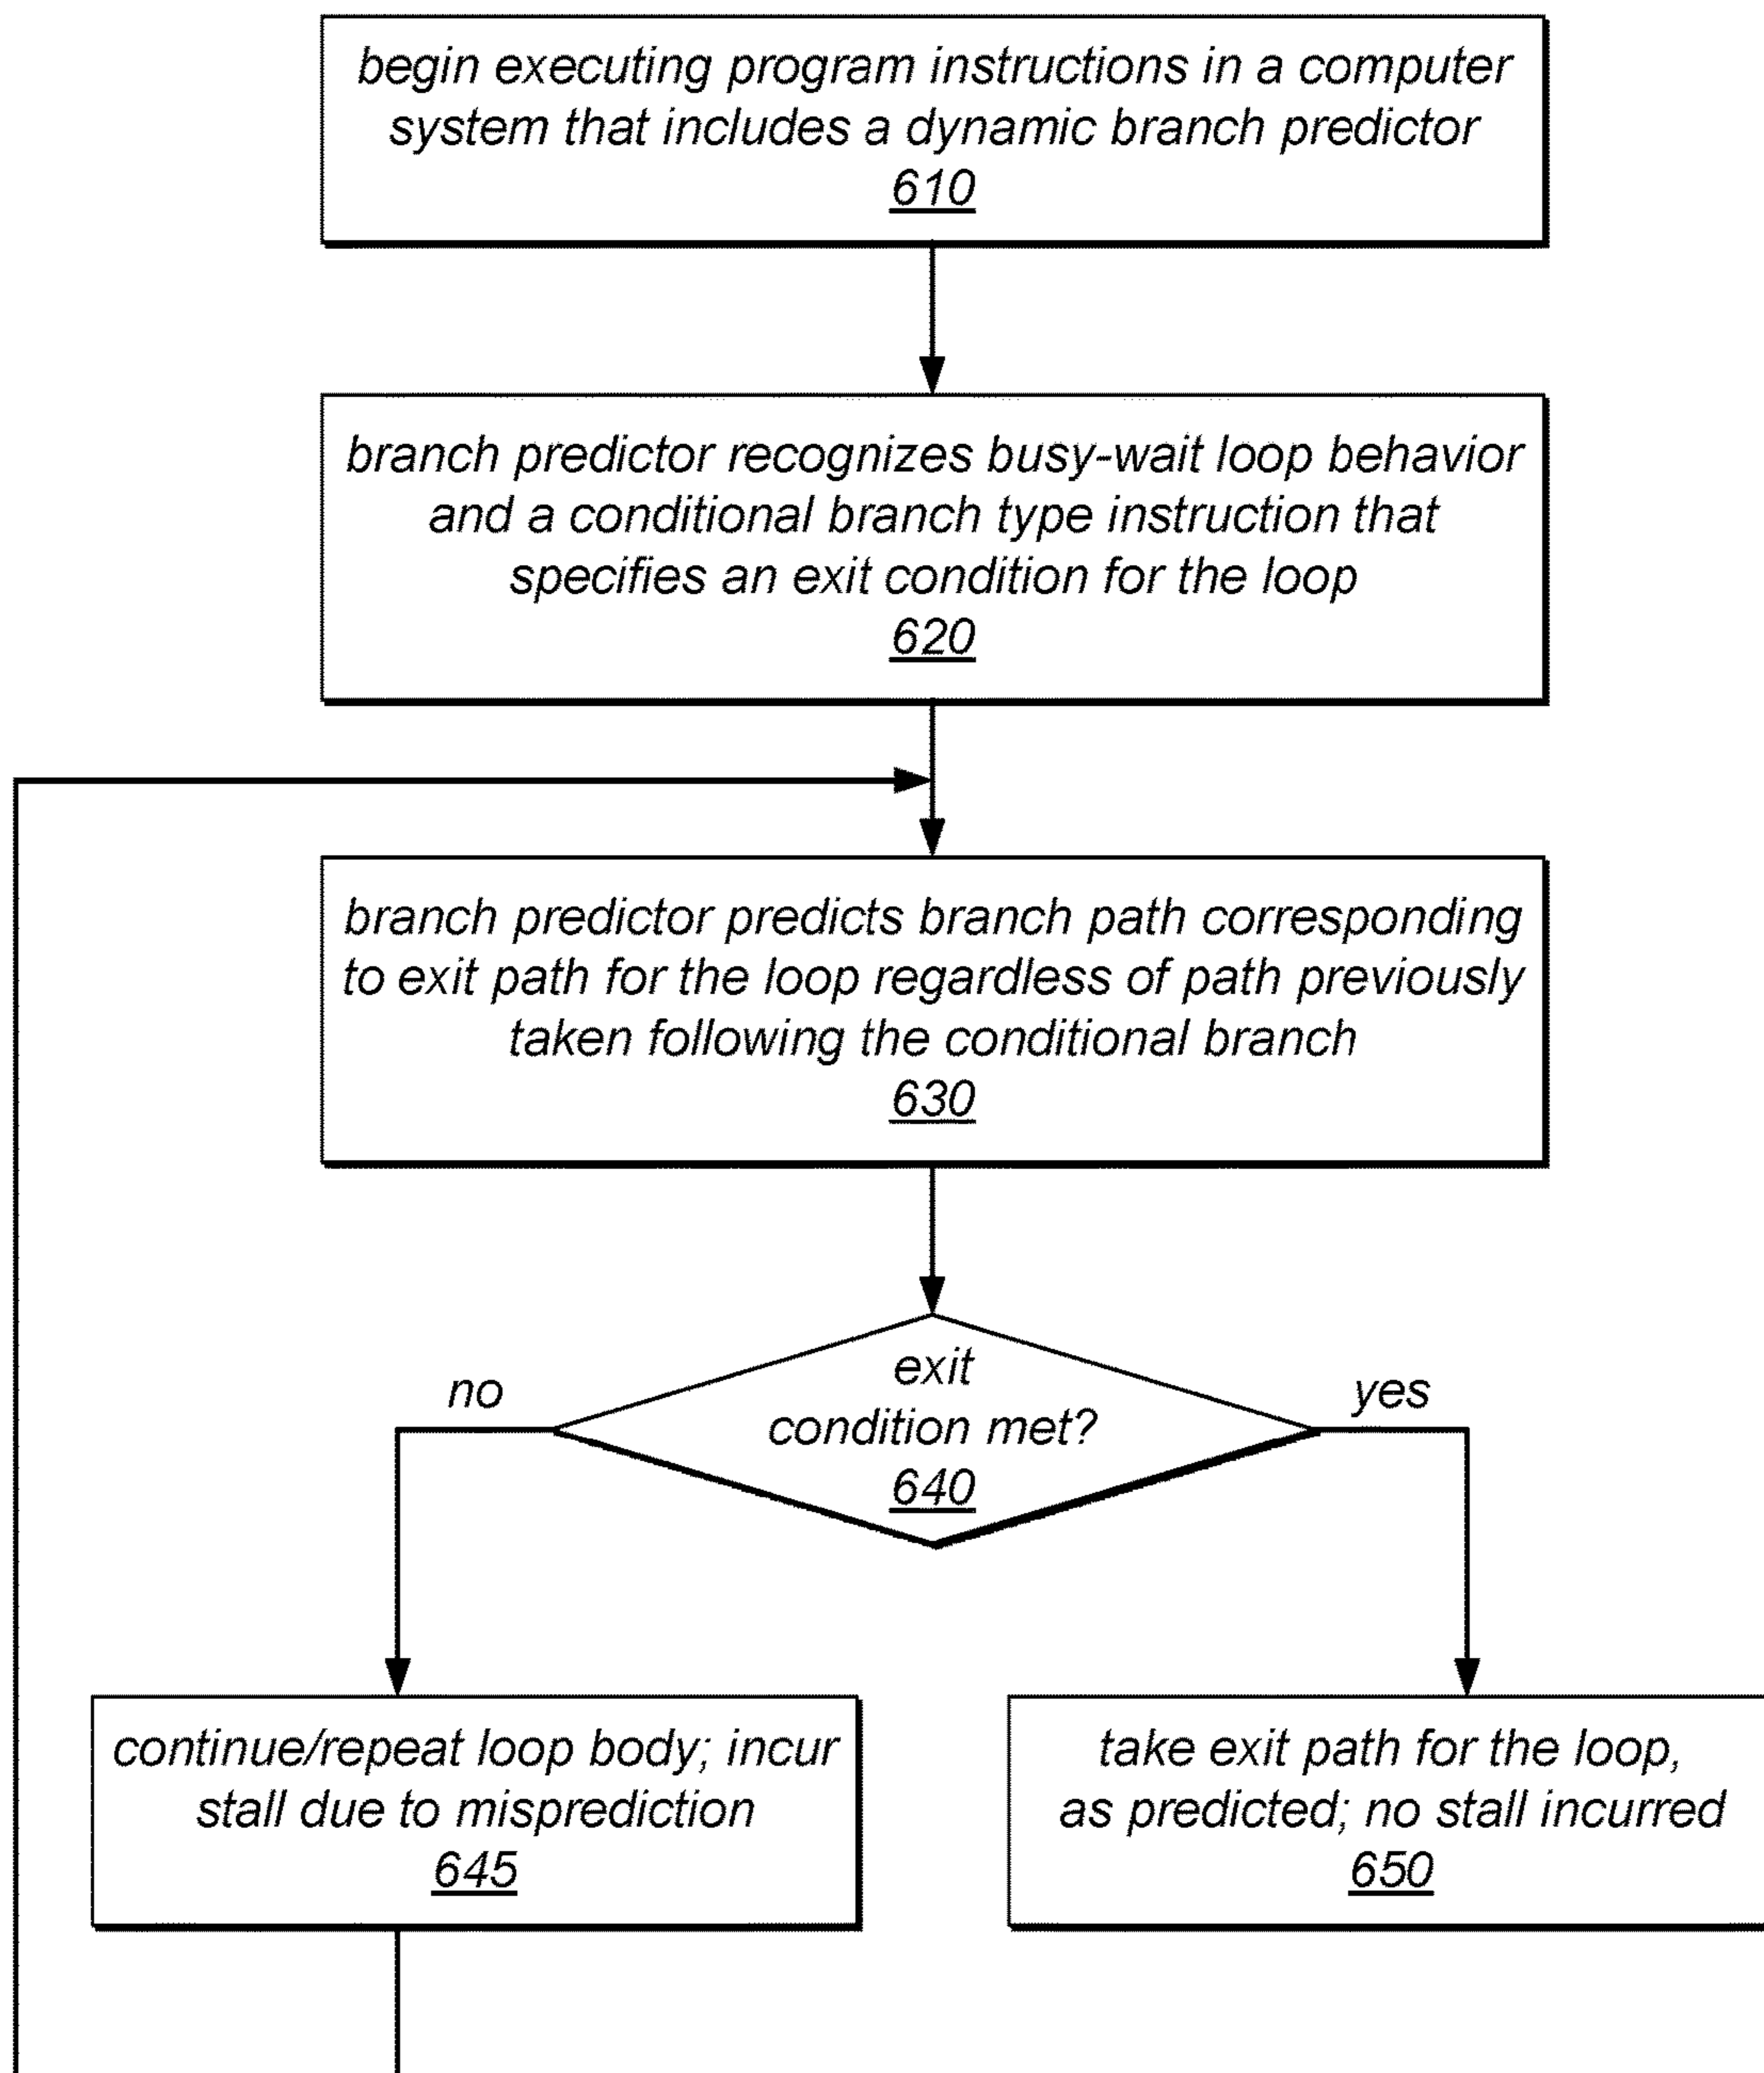 begin executing program instructions in a computer
system that includes a dynamic branch predictor
610
branch predictor recognizes busy-wait loop behavior
and a conditional branch type instruction that
specifies an exit condition for the loop
620
branch predictor predicts branch path corresponding
to exit path for the loop regardless of path previously
taken following the conditional branch
630
exit
condition met?
640
no
yes
continue/repeat loop body; incur
stall due to misprediction
645
take exit path for the loop,
as predicted; no stall incurred
650